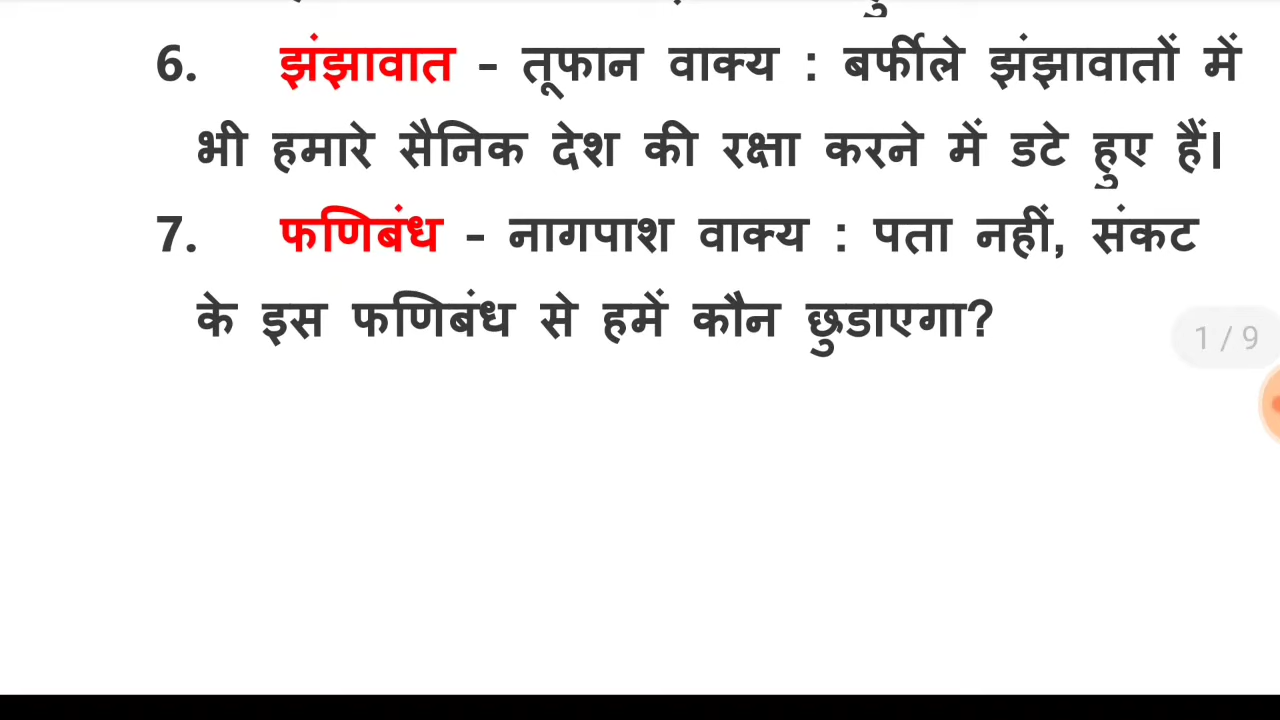 6. झंझावात - तूफान वाक्य : बर्फीले झंझावातों में
भी हमारे सैनिक देश की रक्षा करने में डटे हुए हैं।
7. फणिबंध - नागपाश वाक्य : पता नहीं, संकट
के इस फणिबंध से हमें कौन छुडाएगा?
1 / 9